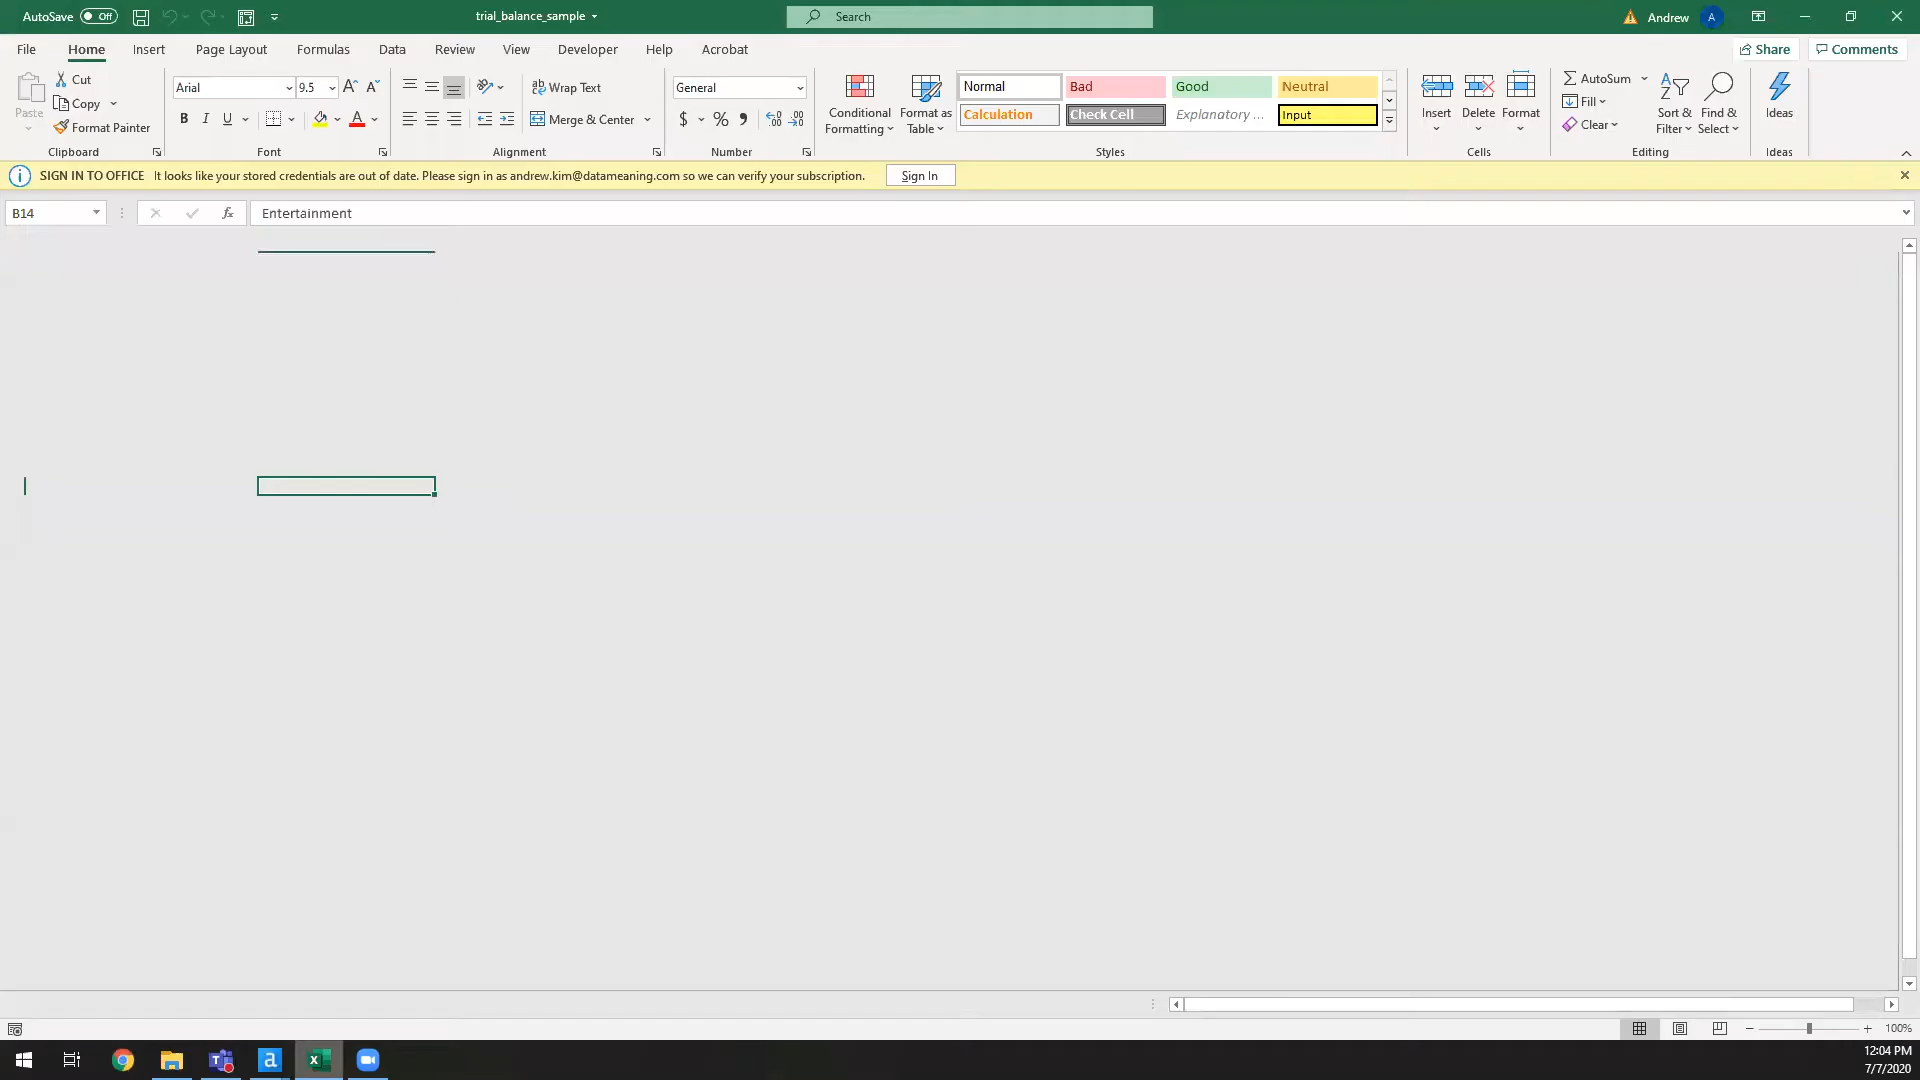 AutoSave Off trial_balance_sample Search Andrew A
File Home Insert Page Layout Formulas Data Review View Developer Help Acrobat Share Comments
Paste Cut
Copy
Format Painter
Clipboard
Arial 9.5
B I U
Font
Wrap Text
Merge & Center
Alignment
General
$ %
Number
Conditional Formatting
Format as Table
Normal Bad Good Neutral
Calculation Check Cell Explanatory ... Input
Styles
Insert Delete Format
Cells
AutoSum
Fill
Clear
Sort & Filter
Find & Select
Editing
Ideas
Ideas
SIGN IN TO OFFICE It looks like your stored credentials are out of date. Please sign in as andrew.kim@datameaning.com so we can verify your subscription. Sign In
B14 fx Entertainment
100%
12:04 PM
7/7/2020